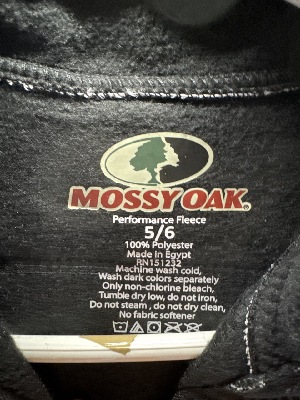 MOSSY OAK.
Performance Fleece
5/6
100% Polyester
Made In Egypt
RN151232
Machine wash cold,
Wash dark colors separately
Only non-chlorine bleach,
Tumble dry low, do not iron,
Do not steam , do not dry clean,
No fabric softener